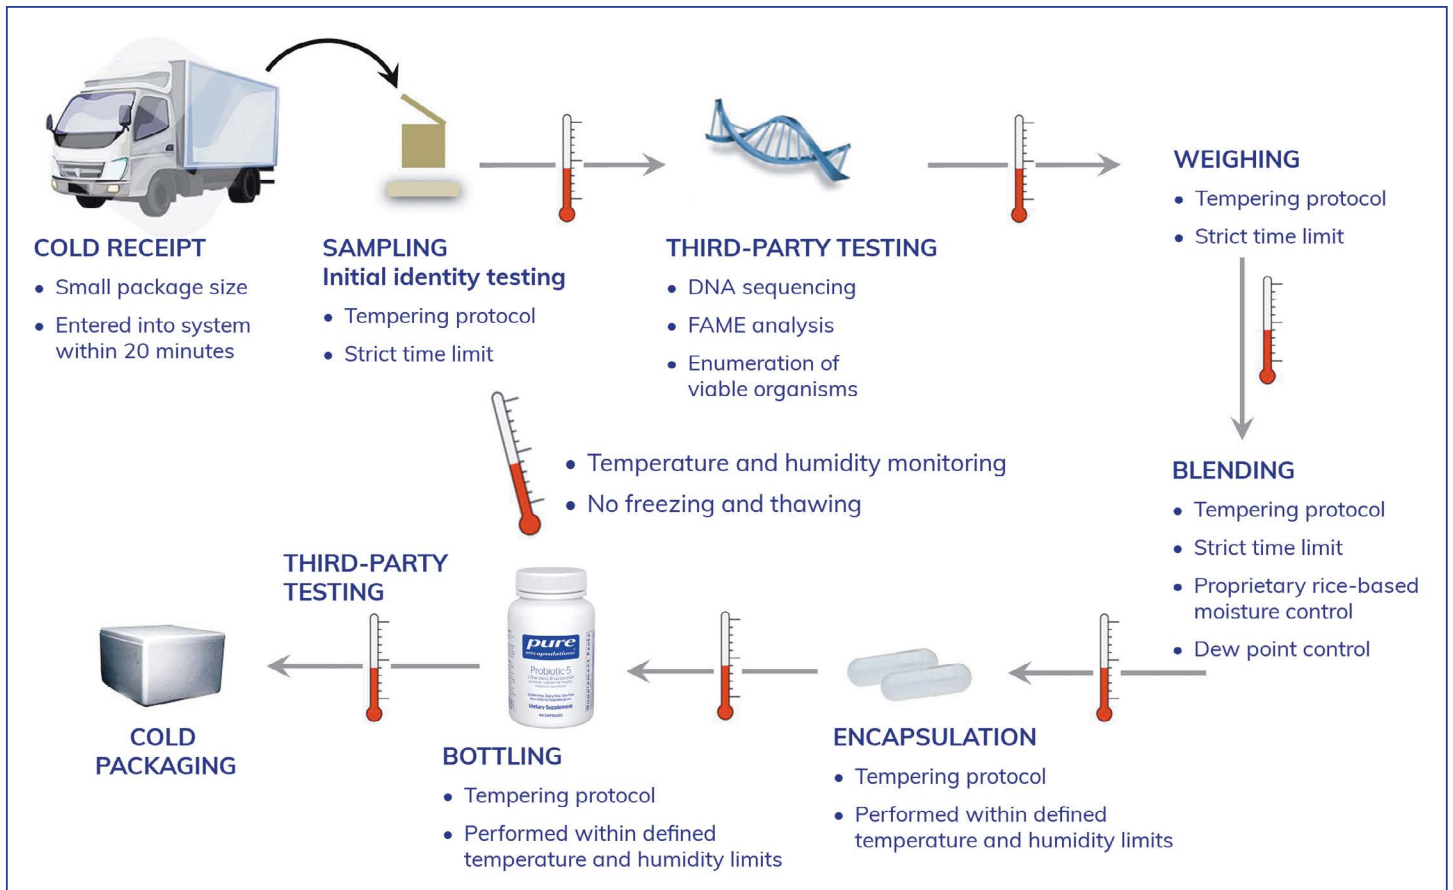 COLD RECEIPT
• Small package size
• Entered into system
within 20 minutes
SAMPLING
Initial identity testing
• Tempering protocol
• Strict time limit
THIRD-PARTY TESTING
• DNA sequencing
• FAME analysis
• Enumeration of
viable organisms
WEIGHING
• Tempering protocol
• Strict time limit
• Temperature and humidity monitoring
• No freezing and thawing
BLENDING
• Tempering protocol
• Strict time limit
• Proprietary rice-based
moisture control
• Dew point control
ENCAPSULATION
• Tempering protocol
• Performed within defined
temperature and humidity limits
pure
encapsulations
Probiotic-5
Dietary Supplement
60 CAPSULES
Supplement Facts
BOTTLING
• Tempering protocol
• Performed within defined
temperature and humidity limits
THIRD-PARTY
TESTING
COLD
PACKAGING